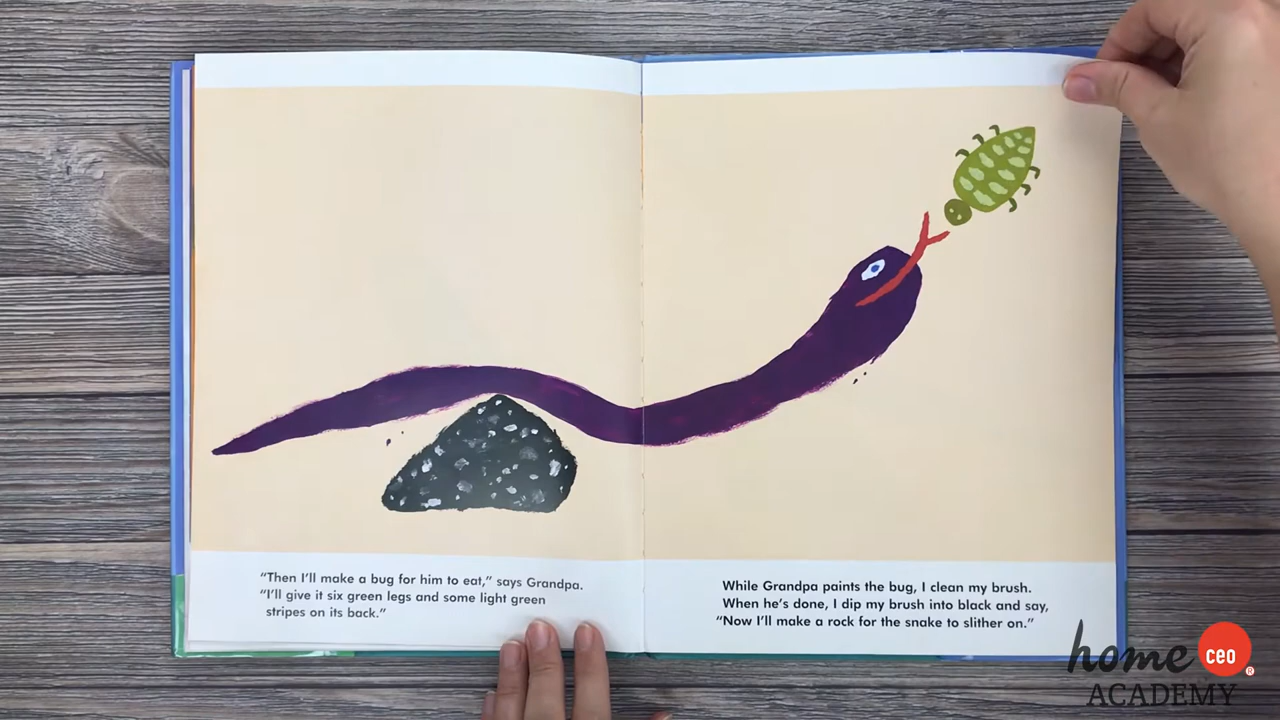 “Then I’ll make a bug for him to eat,” says Grandpa.
“I’ll give it six green legs and some light green
stripes on its back.”
While Grandpa paints the bug, I clean my brush.
When he’s done, I dip my brush into black and say,
“Now I’ll make a rock for the snake to slither on.”
home CEO ®
ACADEMY